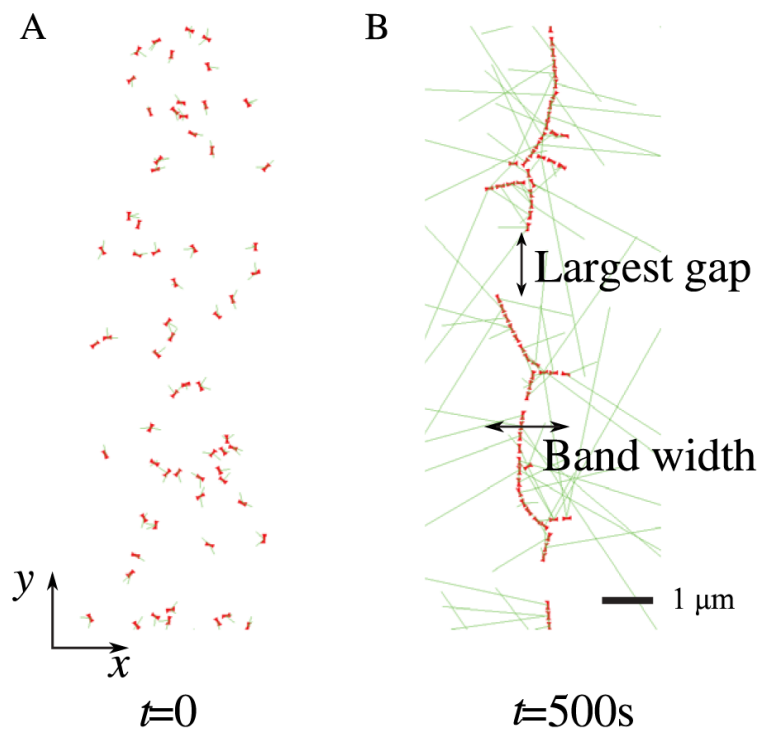 A
B
Largest gap
Band width
1 μm
y
x
t=0
t=500s